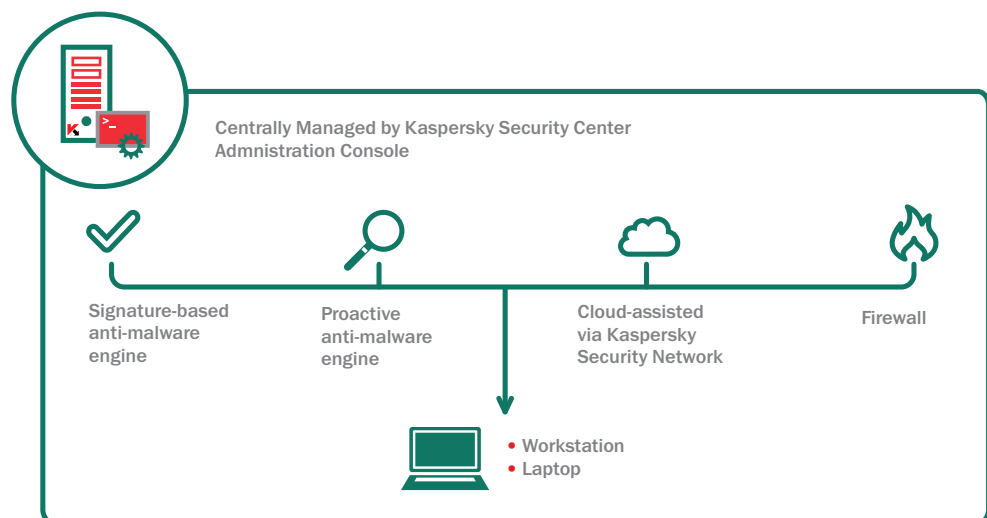 >_
Centrally Managed by Kaspersky Security Center
Admnistration Console
Signature-based
anti-malware
engine
Proactive
anti-malware
engine
Cloud-assisted
via Kaspersky
Security Network
Firewall
• Workstation
• Laptop